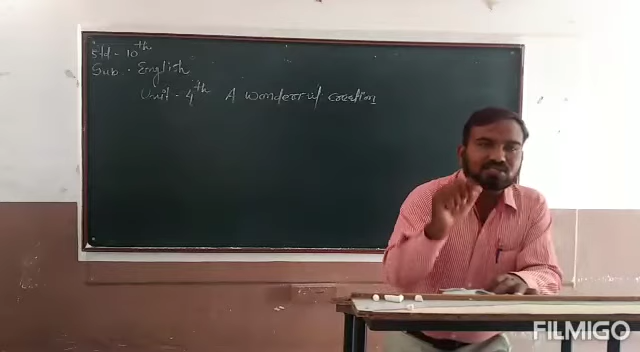 Std - 10th
Sub. English
Unit - 4th A wonderful creation
FILMIGO